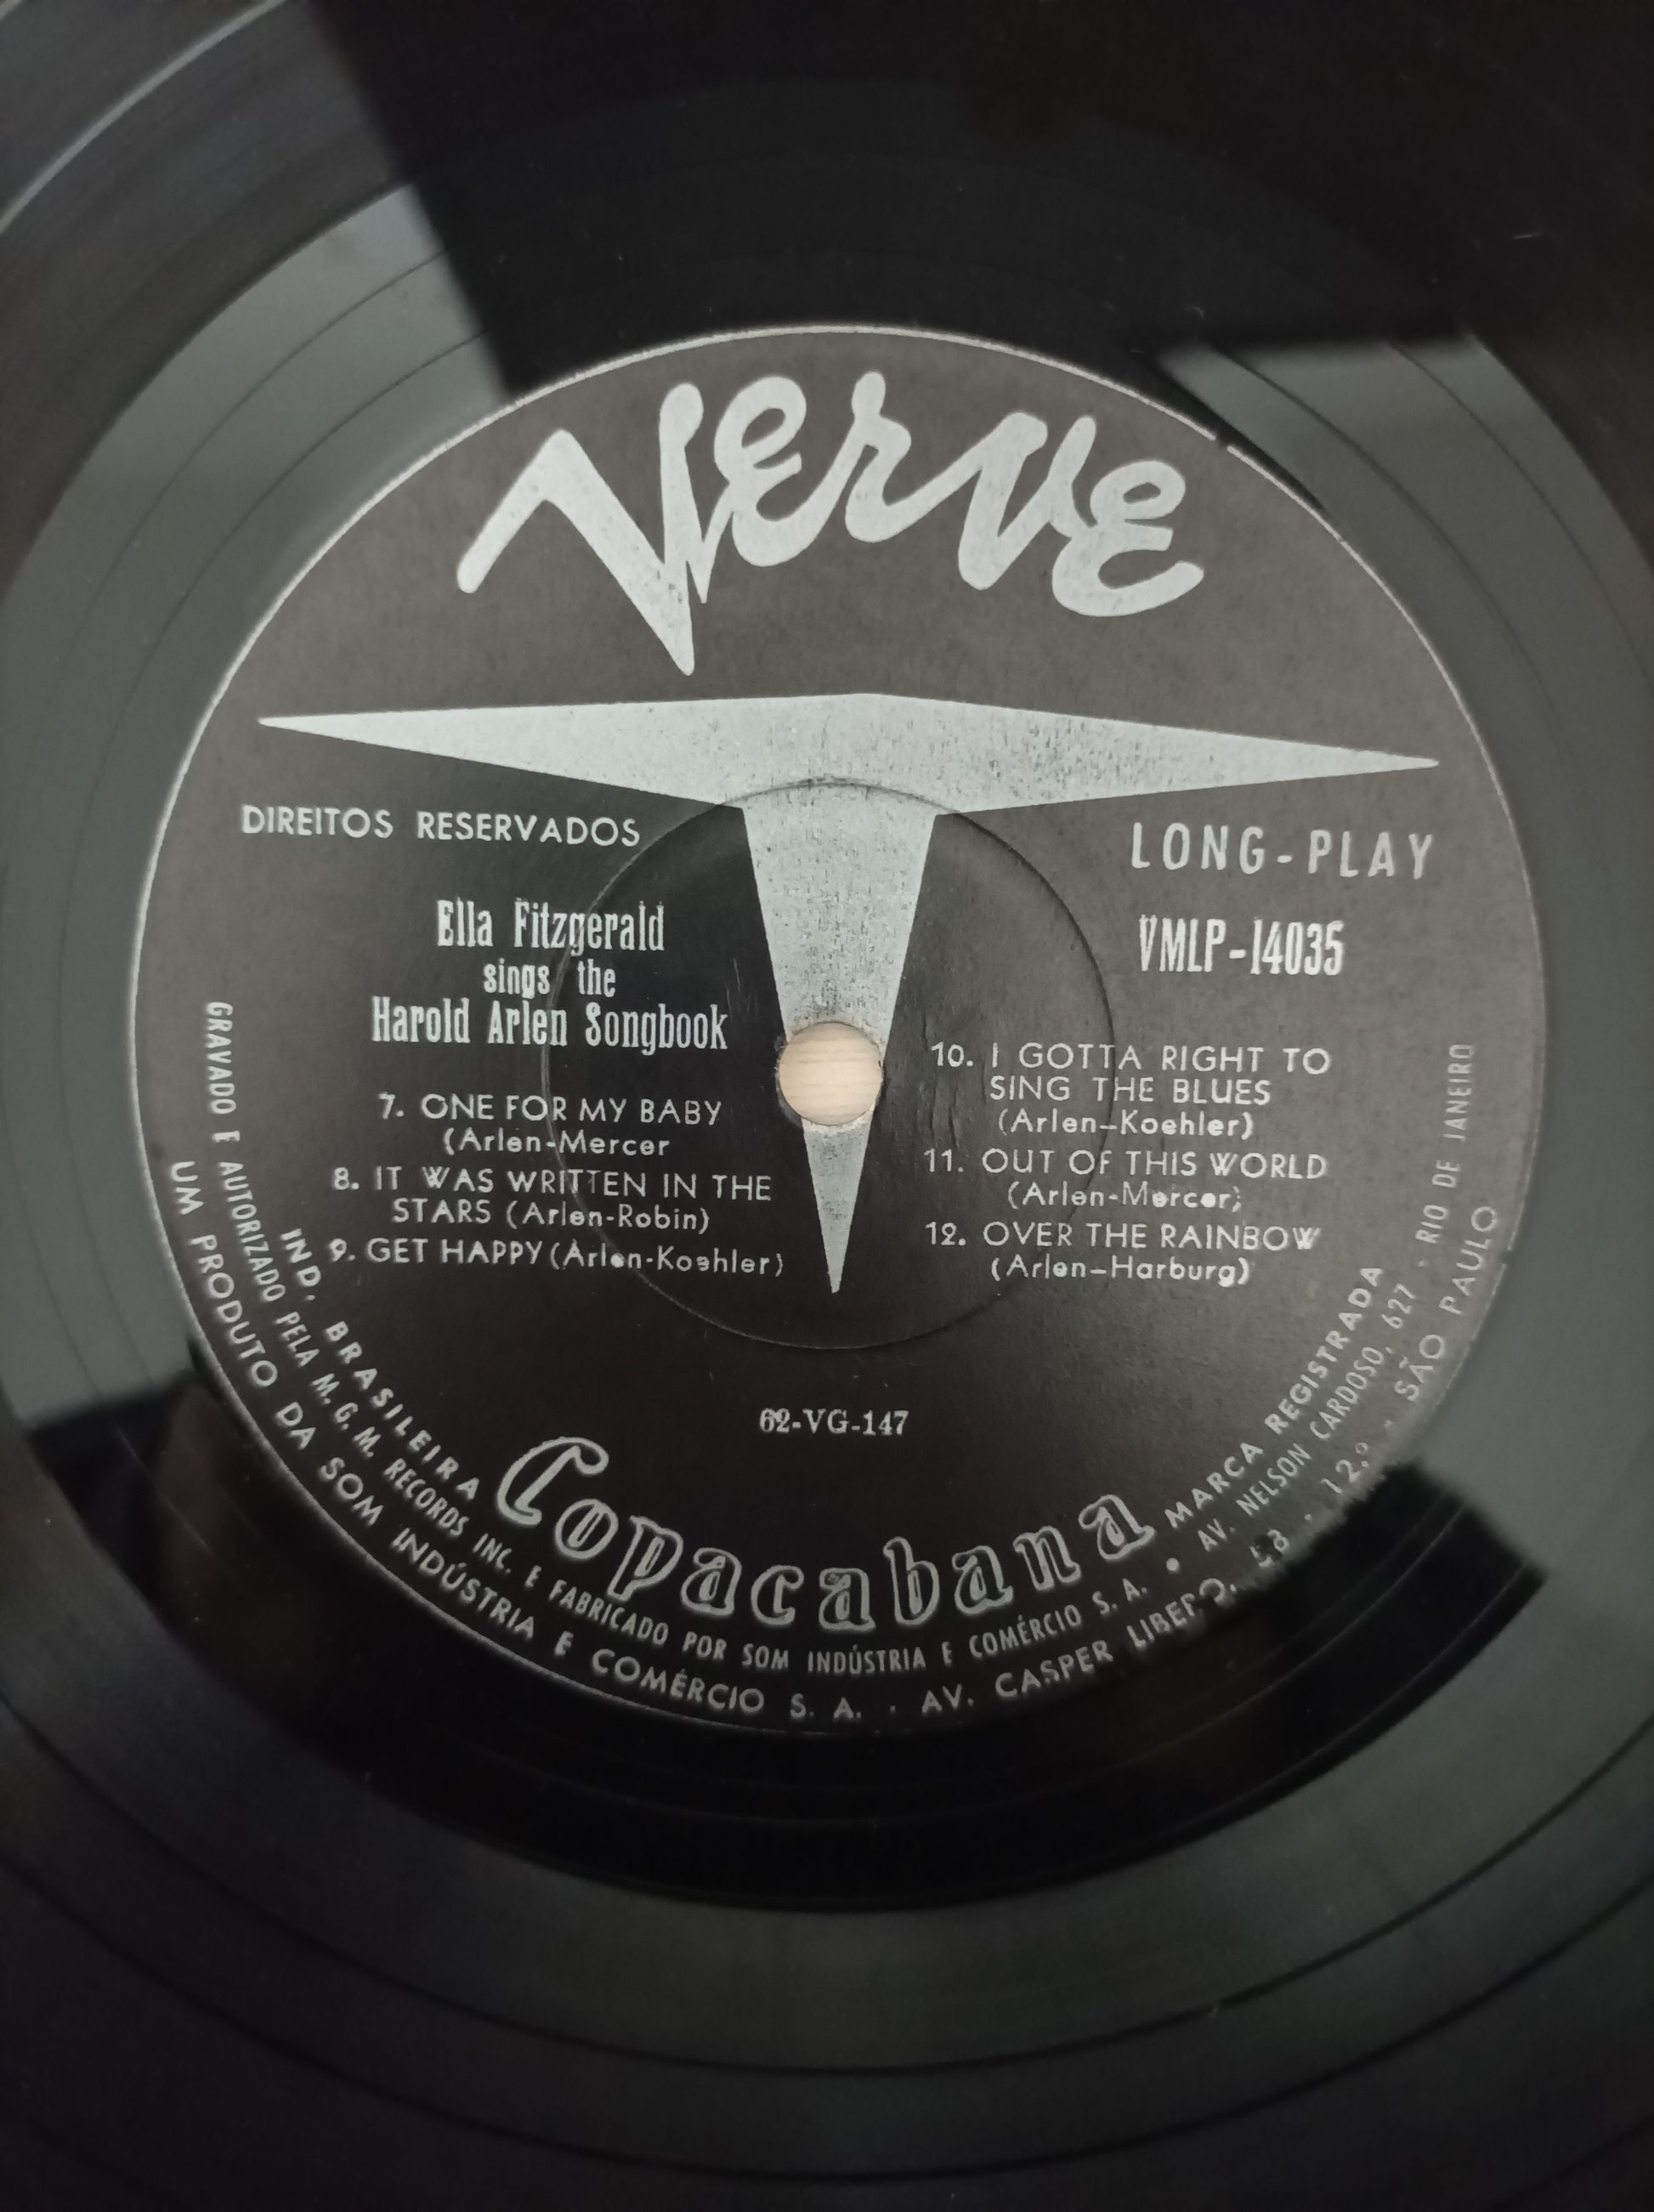 Verve
DIREITOS RESERVADOS
LONG-PLAY
Ella Fitzgerald
sings the
Harold Arlen Songbook
VMLP-14035
7. ONE FOR MY BABY
(Arlen-Mercer
8. IT WAS WRITTEN IN THE
STARS (Arlen-Robin)
9. GET HAPPY (Arlen-Koehler)
10. I GOTTA RIGHT TO
SING THE BLUES
(Arlen-Koehler)
11. OUT OF THIS WORLD
(Arlen-Mercer)
12. OVER THE RAINBOW
(Arlen-Harburg)
62-VG-147
IND. BRASILEIRA Copacabana MARCA REGISTRADA
GRAVADO E AUTORIZADO PELA M. G. M. RECORDS INC. E FABRICADO POR SOM INDÚSTRIA E COMÉRCIO S. A. • AV. NELSON CARDOSO, 627 - RIO DE JANEIRO
UM PRODUTO DA SOM INDÚSTRIA E COMÉRCIO S. A. · AV. CASPER 12.º - SÃO PAULO